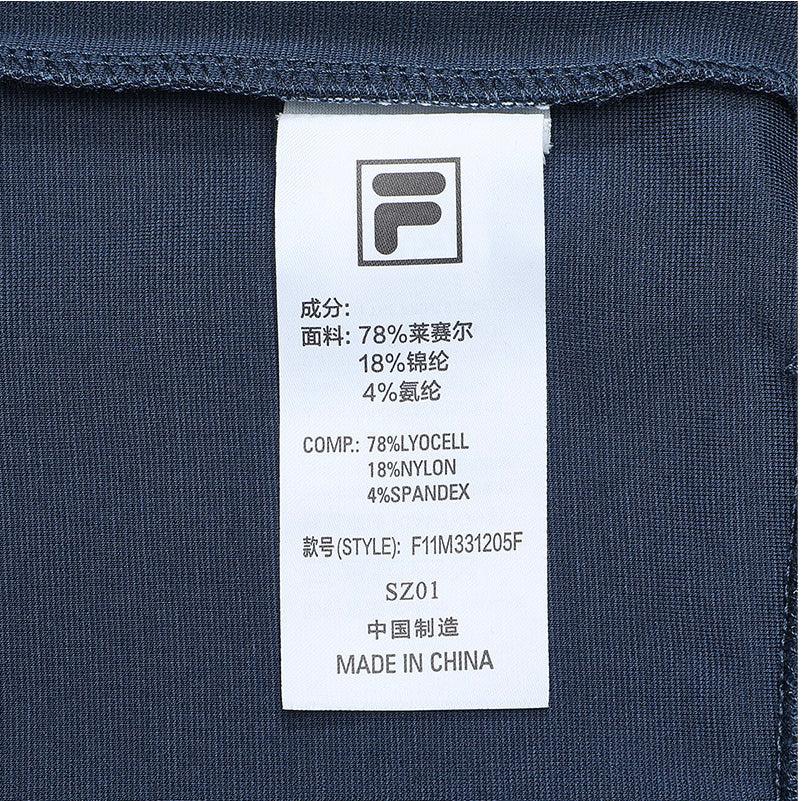 F
成分:
面料: 78%莱赛尔
18%锦纶
4%氨纶
COMP.: 78%LYOCELL
18%NYLON
4%SPANDEX
款号(STYLE): F11M331205F
SZ01
中国制造
MADE IN CHINA